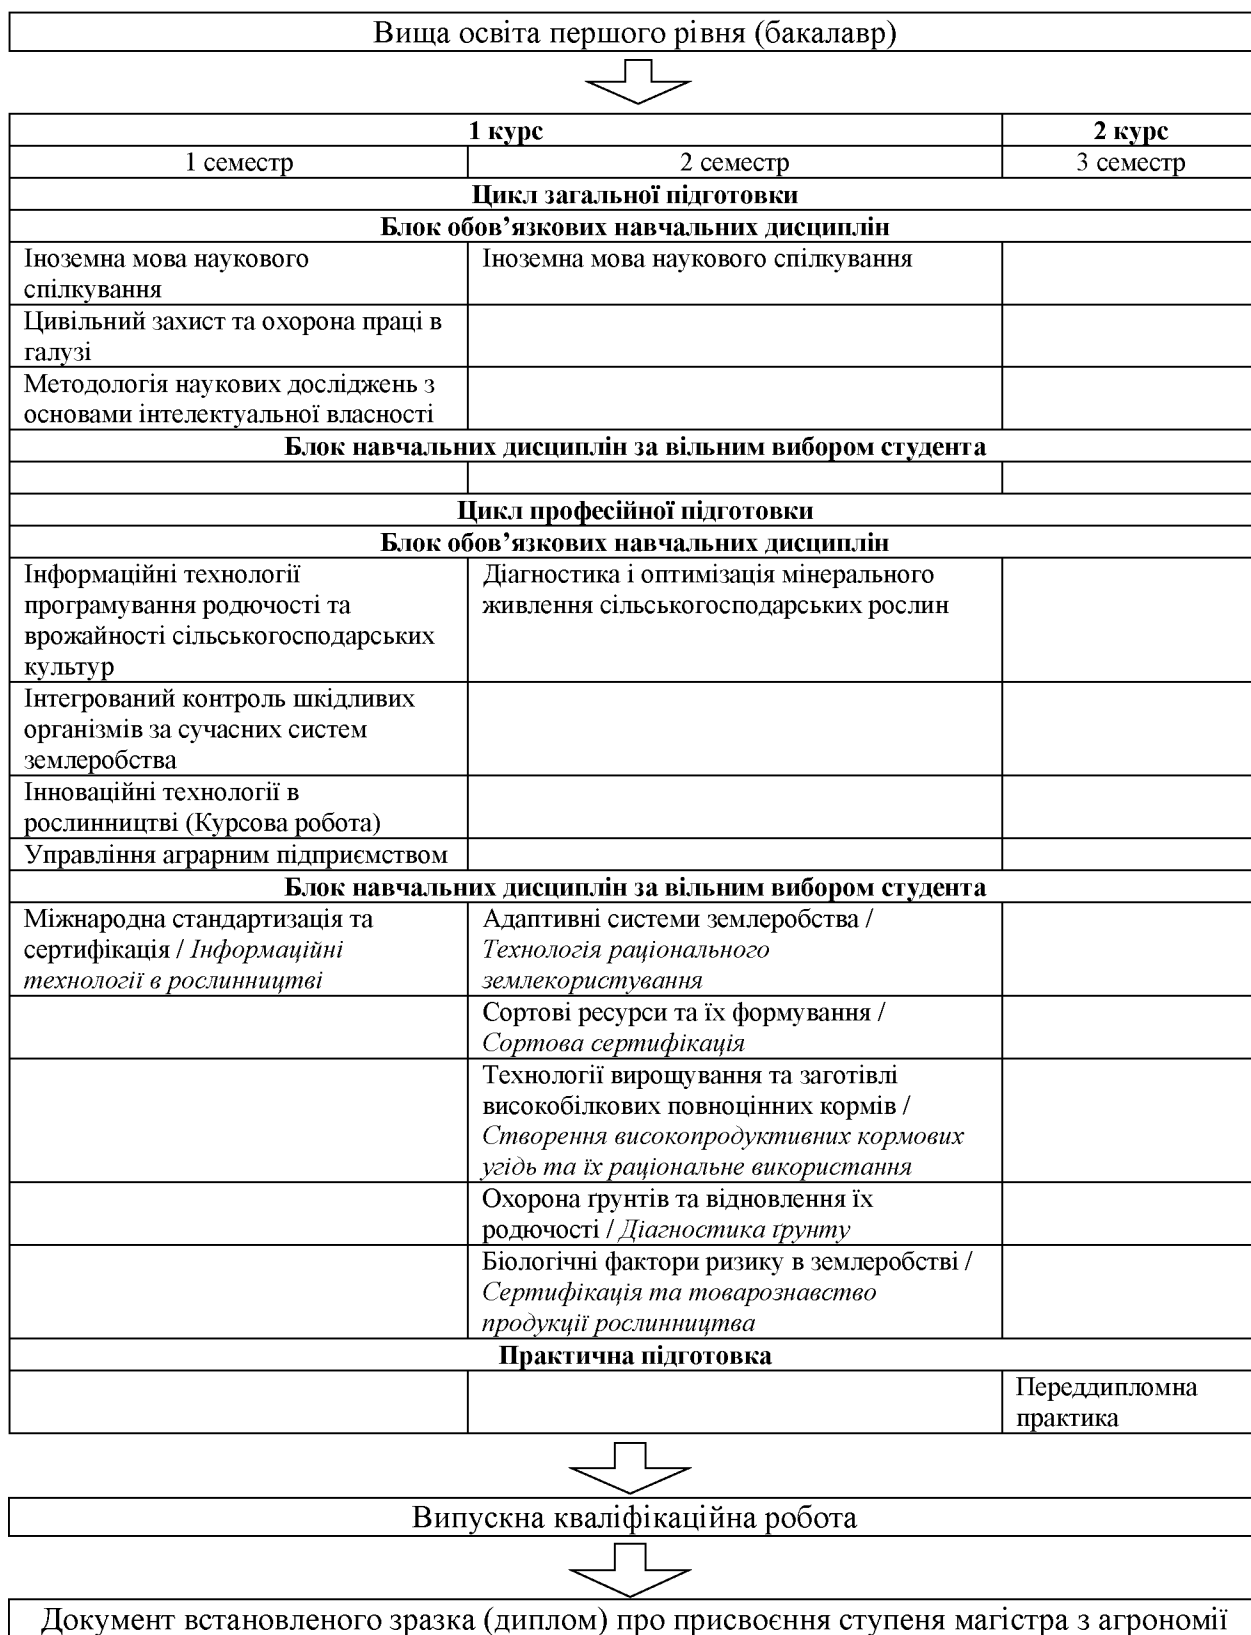 Вища освіта першого рівня (бакалавр)
1 курс
2 курс
1 семестр
2 семестр
3 семестр
Цикл загальної підготовки
Блок обов’язкових навчальних дисциплін
Іноземна мова наукового
спілкування
Іноземна мова наукового спілкування
Цивільний захист та охорона праці в
галузі
Методологія наукових досліджень з
основами інтелектуальної власності
Блок навчальних дисциплін за вільним вибором студента
Цикл професійної підготовки
Блок обов’язкових навчальних дисциплін
Інформаційні технології
програмування родючості та
врожайності сільськогосподарських
культур
Діагностика і оптимізація мінерального
живлення сільськогосподарських рослин
Інтегрований контроль шкідливих
організмів за сучасних систем
землеробства
Інноваційні технології в
рослинництві (Курсова робота)
Управління аграрним підприємством
Блок навчальних дисциплін за вільним вибором студента
Міжнародна стандартизація та
сертифікація / Інформаційні
технології в рослинництві
Адаптивні системи землеробства /
Технологія раціонального
землекористування
Сортові ресурси та їх формування /
Сортова сертифікація
Технології вирощування та заготівлі
високобілкових повноцінних кормів /
Створення високопродуктивних кормових
угідь та їх раціональне використання
Охорона ґрунтів та відновлення їх
родючості / Діагностика ґрунту
Біологічні фактори ризику в землеробстві /
Сертифікація та товарознавство
продукції рослинництва
Практична підготовка
Переддипломна
практика
Випускна кваліфікаційна робота
Документ встановленого зразка (диплом) про присвоєння ступеня магістра з агрономії